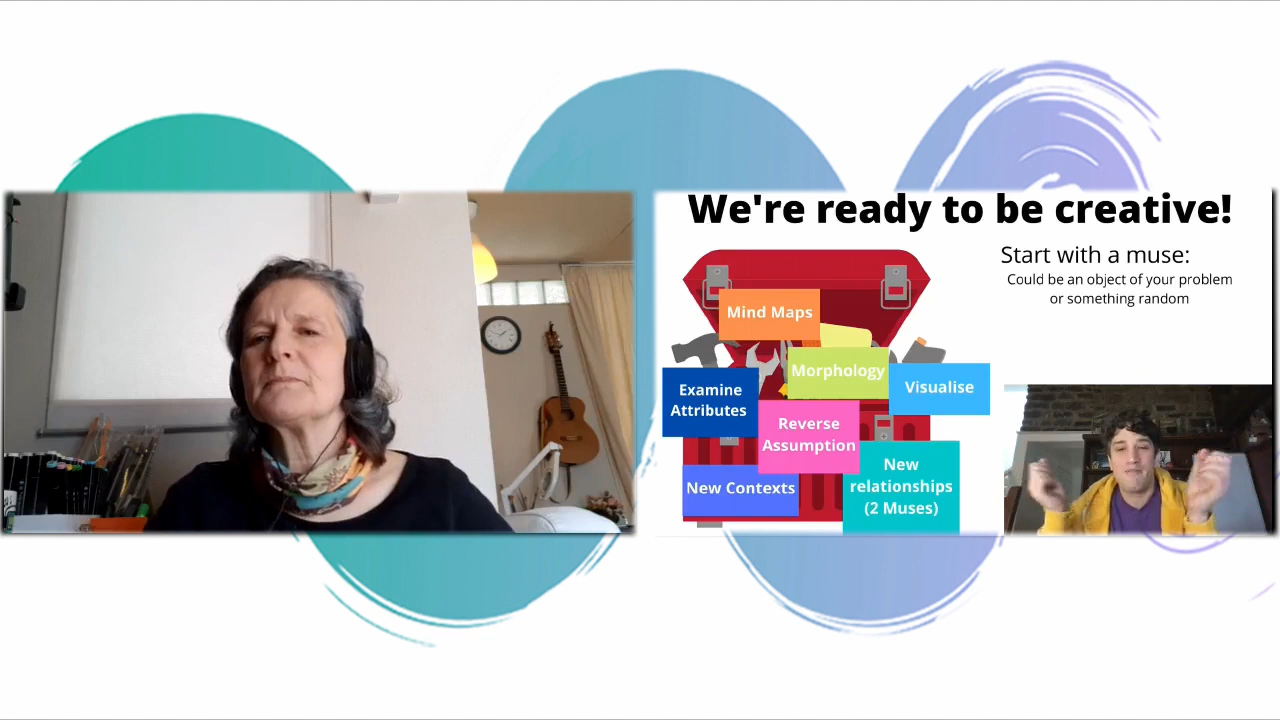 We're ready to be creative!
Start with a muse:
Could be an object of your problem
or something random
Mind Maps
Morphology
Visualise
Examine
Attributes
Reverse
Assumption
New Contexts
New
relationships
(2 Muses)